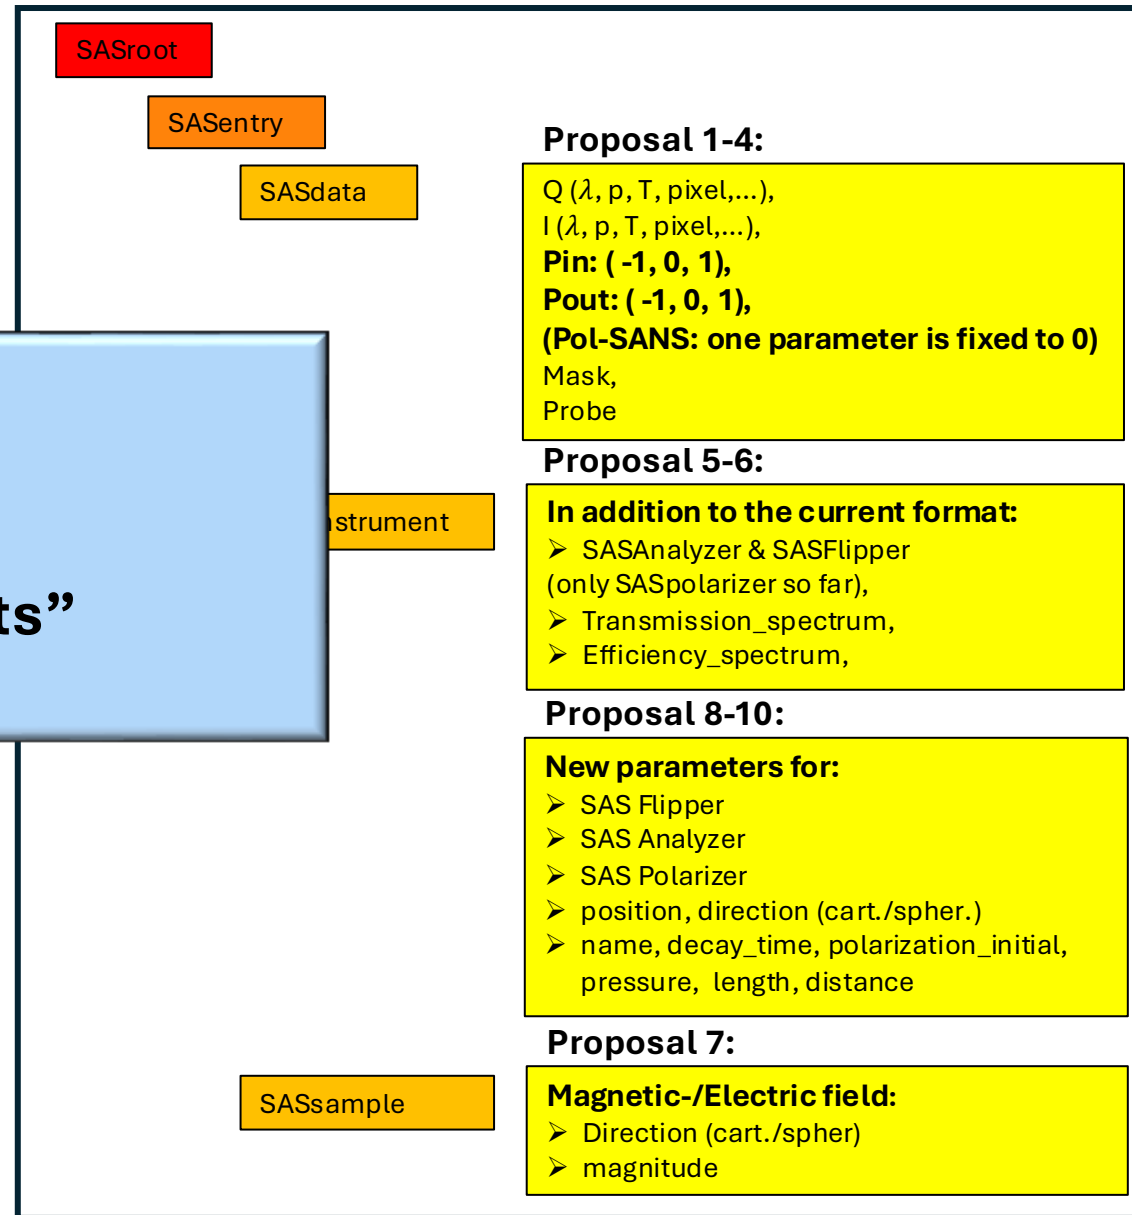 SASroot
SASentry
SASdata
Proposal 1-4:
Q (𝜆, p, T, pixel,...),
I (𝜆, p, T, pixel,...),
Pin: ( -1, 0, 1),
Pout: ( -1, 0, 1),
(Pol-SANS: one parameter is fixed to 0)
Mask,
Probe
ts”
nstrument
Proposal 5-6:
In addition to the current format:
➢ SASAnalyzer & SASFlipper
(only SASpolarizer so far),
➢ Transmission_spectrum,
➢ Efficiency_spectrum,
Proposal 8-10:
New parameters for:
➢ SAS Flipper
➢ SAS Analyzer
➢ SAS Polarizer
➢ position, direction (cart./spher.)
➢ name, decay_time, polarization_initial,
pressure, length, distance
SASsample
Proposal 7:
Magnetic-/Electric field:
➢ Direction (cart./spher)
➢ magnitude